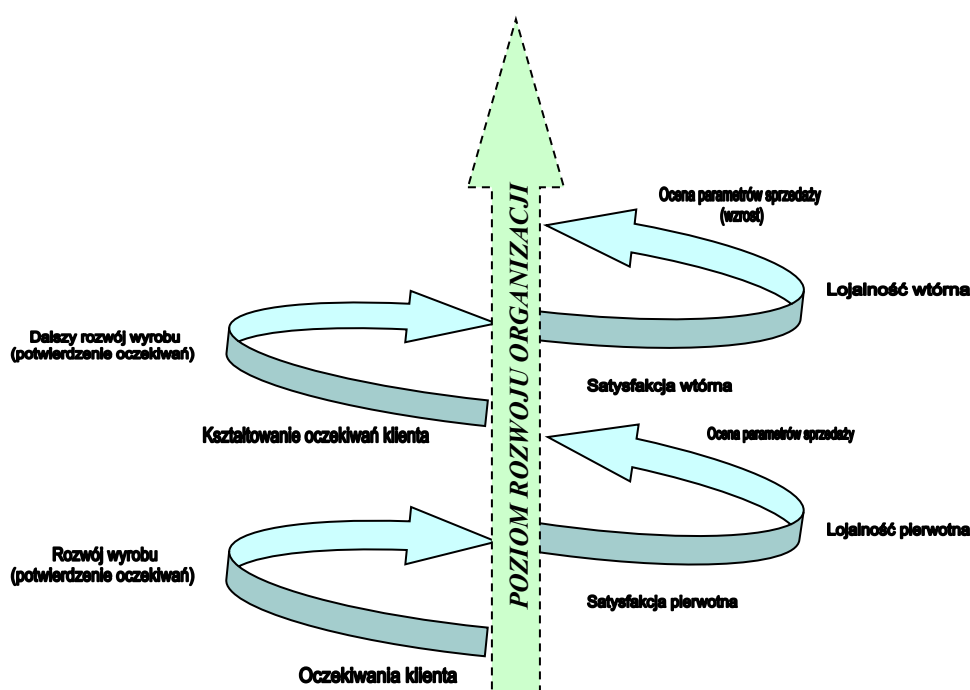 Ocena parametrów sprzedaży
(wzrost)
Lojalność wtórna
Dalszy rozwój wyrobu
(potwierdzenie oczekiwań)
Satysfakcja wtórna
Kształtowanie oczekiwań klienta
Ocena parametrów sprzedaży
Lojalność pierwotna
Rozwój wyrobu
(potwierdzenie oczekiwań)
Satysfakcja pierwotna
Oczekiwania klienta
POZIOM ROZWOJU ORGANIZACJI